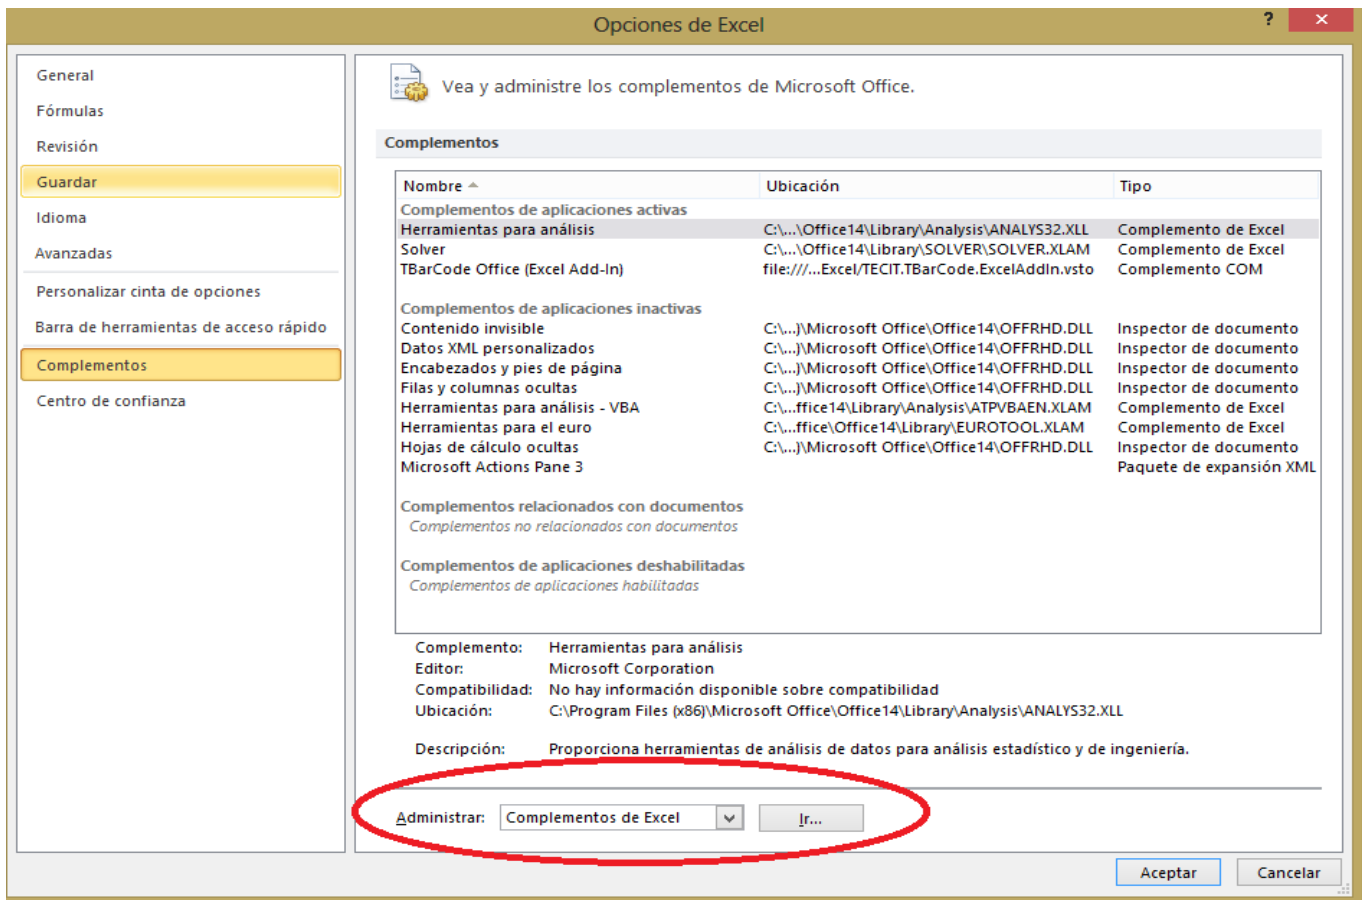 Opciones de Excel
?
General
Fórmulas
Revisión
Guardar
Idioma
Avanzadas
Personalizar cinta de opciones
Barra de herramientas de acceso rápido
Complementos
Centro de confianza
Vea y administre los complementos de Microsoft Office.
Complementos
Nombre Ubicación Tipo
Complementos de aplicaciones activas
Herramientas para análisis C:\...\Office14\Library\Analysis\ANALYS32.XLL Complemento de Excel
Solver C:\...\Office14\Library\SOLVER\SOLVER.XLAM Complemento de Excel
TBarCode Office (Excel Add-In) file:///...Excel/TECIT.TBarCode.ExcelAddIn.vsto Complemento COM
Complementos de aplicaciones inactivas
Contenido invisible C:\...)\Microsoft Office\Office14\OFFRHD.DLL Inspector de documento
Datos XML personalizados C:\...)\Microsoft Office\Office14\OFFRHD.DLL Inspector de documento
Encabezados y pies de página C:\...)\Microsoft Office\Office14\OFFRHD.DLL Inspector de documento
Filas y columnas ocultas C:\...)\Microsoft Office\Office14\OFFRHD.DLL Inspector de documento
Herramientas para análisis - VBA C:\...ffice14\Library\Analysis\ATPVBAEN.XLAM Complemento de Excel
Herramientas para el euro C:\...ffice\Office14\Library\EUROTOOL.XLAM Complemento de Excel
Hojas de cálculo ocultas C:\...)\Microsoft Office\Office14\OFFRHD.DLL Inspector de documento
Microsoft Actions Pane 3 Paquete de expansión XML
Complementos relacionados con documentos
Complementos no relacionados con documentos
Complementos de aplicaciones deshabilitadas
Complementos de aplicaciones habilitadas
Complemento: Herramientas para análisis
Editor: Microsoft Corporation
Compatibilidad: No hay información disponible sobre compatibilidad
Ubicación: C:\Program Files (x86)\Microsoft Office\Office14\Library\Analysis\ANALYS32.XLL
Descripción: Proporciona herramientas de análisis de datos para análisis estadístico y de ingeniería.
Administrar: Complementos de Excel Ir...
Aceptar Cancelar